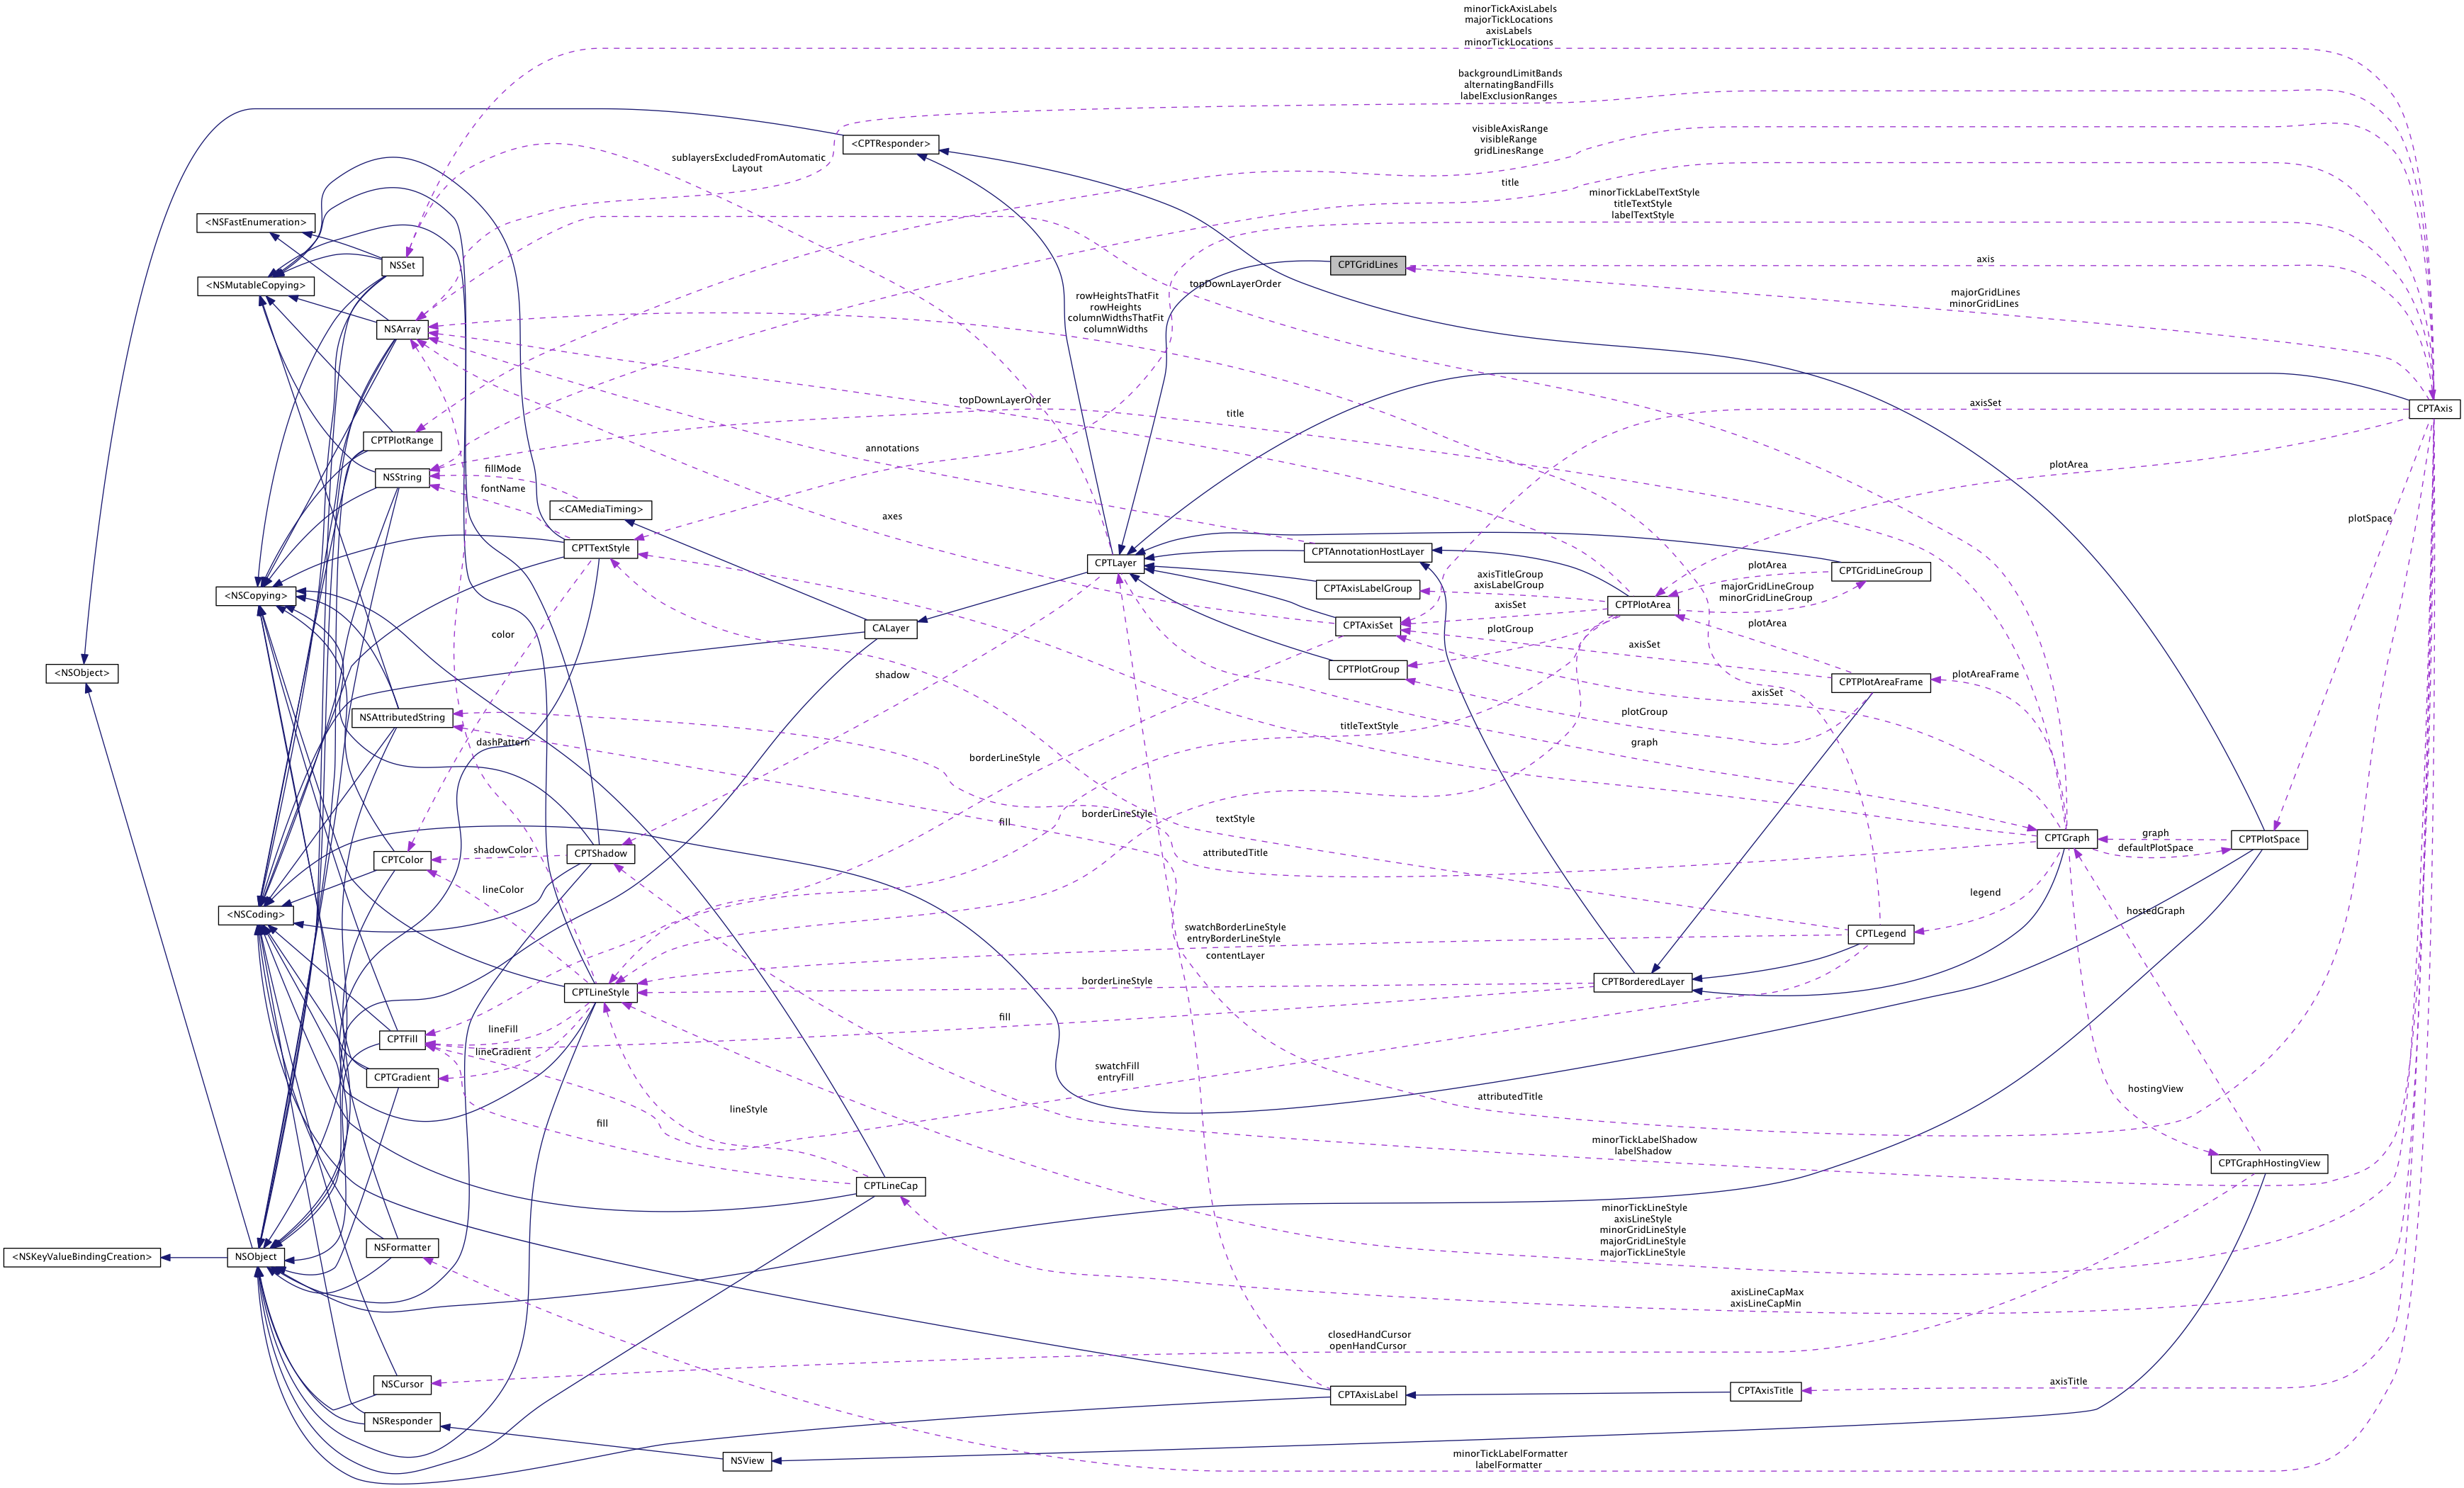 minorTickAxisLabels
majorTickLocations
axisLabels
minorTickLocations
backgroundLimitBands
alternatingBandFills
labelExclusionRanges
visibleAxisRange
visibleRange
gridLinesRange
<CPTResponder>
sublayersExcludedFromAutomatic
Layout
title
minorTickLabelTextStyle
titleTextStyle
labelTextStyle
<NSFastEnumeration>
NSSet
CPTGridLines
axis
<NSMutableCopying>
topDownLayerOrder
majorGridLines
minorGridLines
rowHeightsThatFit
rowHeights
columnWidthsThatFit
columnWidths
NSArray
topDownLayerOrder
title
axisSet
CPTAxis
CPTPlotRange
annotations
NSString
fillMode
fontName
plotArea
<CAMediaTiming>
axes
plotSpace
CPTTextStyle
CPTLayer
CPTAnnotationHostLayer
plotArea
CPTGridLineGroup
<NSCopying>
CPTAxisLabelGroup
axisTitleGroup
axisLabelGroup
majorGridLineGroup
minorGridLineGroup
CPTPlotArea
axisSet
CALayer
CPTAxisSet
plotArea
color
plotGroup
axisSet
<NSObject>
shadow
CPTPlotGroup
CPTPlotAreaFrame
plotAreaFrame
axisSet
NSAttributedString
plotGroup
titleTextStyle
dashPattern
borderLineStyle
graph
borderLineStyle
fill
textStyle
attributedTitle
CPTColor
shadowColor
CPTShadow
CPTGraph
graph
defaultPlotSpace
CPTPlotSpace
lineColor
legend
hostedGraph
<NSCoding>
swatchBorderLineStyle
entryBorderLineStyle
contentLayer
CPTLegend
CPTLineStyle
borderLineStyle
CPTBorderedLayer
CPTFill
lineFill
lineGradient
fill
CPTGradient
swatchFill
entryFill
hostingView
attributedTitle
lineStyle
fill
minorTickLabelShadow
labelShadow
CPTGraphHostingView
CPTLineCap
minorTickLineStyle
axisLineStyle
minorGridLineStyle
majorGridLineStyle
majorTickLineStyle
<NSKeyValueBindingCreation>
NSObject
NSFormatter
axisLineCapMax
axisLineCapMin
closedHandCursor
openHandCursor
NSCursor
CPTAxisLabel
CPTAxisTitle
axisTitle
NSResponder
NSView
minorTickLabelFormatter
labelFormatter